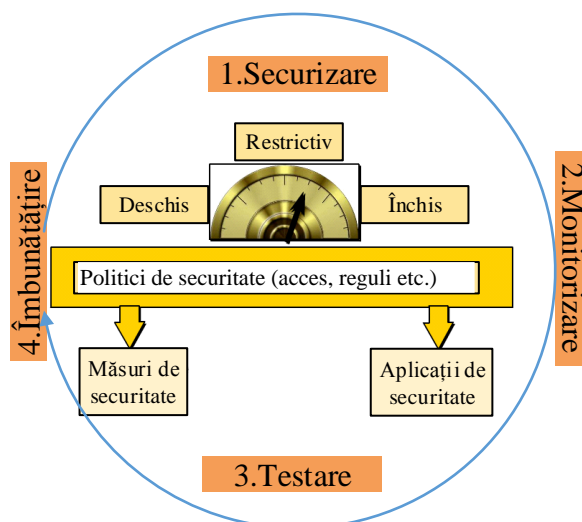 1.Securizare
Restrictiv
Deschis
Închis
2.Monitorizare
4.Îmbunătățire
Politici de securitate (acces, reguli etc.)
Măsuri de
securitate
Aplicații de
securitate
3.Testare